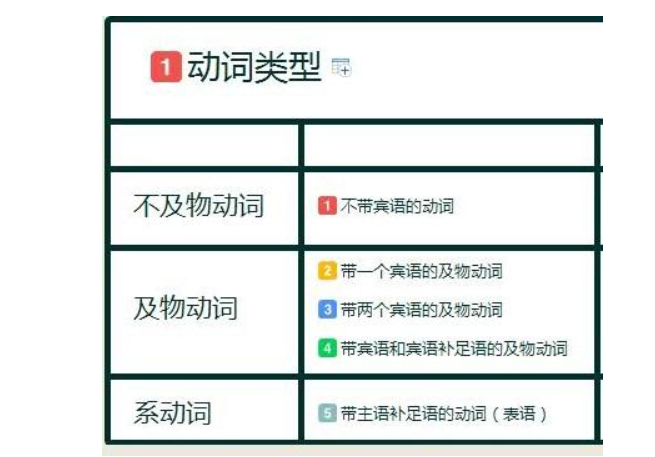 1 动词类型
不及物动词
1 不带宾语的动词
及物动词
2 带一个宾语的及物动词
3 带两个宾语的及物动词
4 带宾语和宾语补足语的及物动词
系动词
5 带主语补足语的动词（表语）